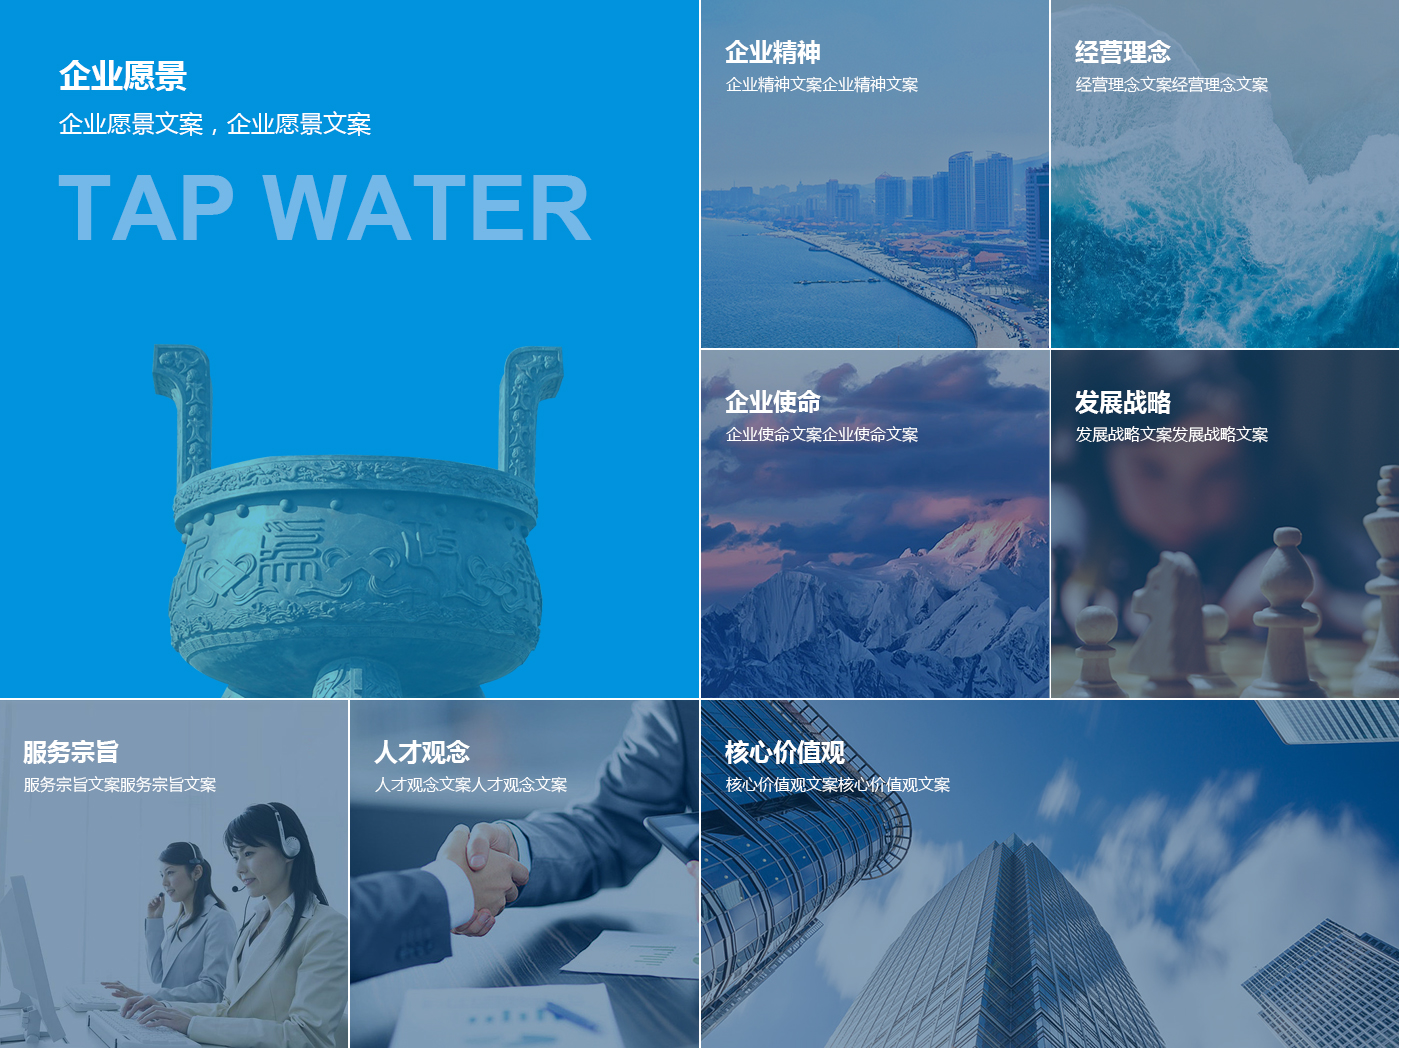 企业愿景
企业愿景文案，企业愿景文案
TAP WATER
企业精神
企业精神文案企业精神文案
经营理念
经营理念文案经营理念文案
企业使命
企业使命文案企业使命文案
发展战略
发展战略文案发展战略文案
服务宗旨
服务宗旨文案服务宗旨文案
人才观念
人才观念文案人才观念文案
核心价值观
核心价值观文案核心价值观文案